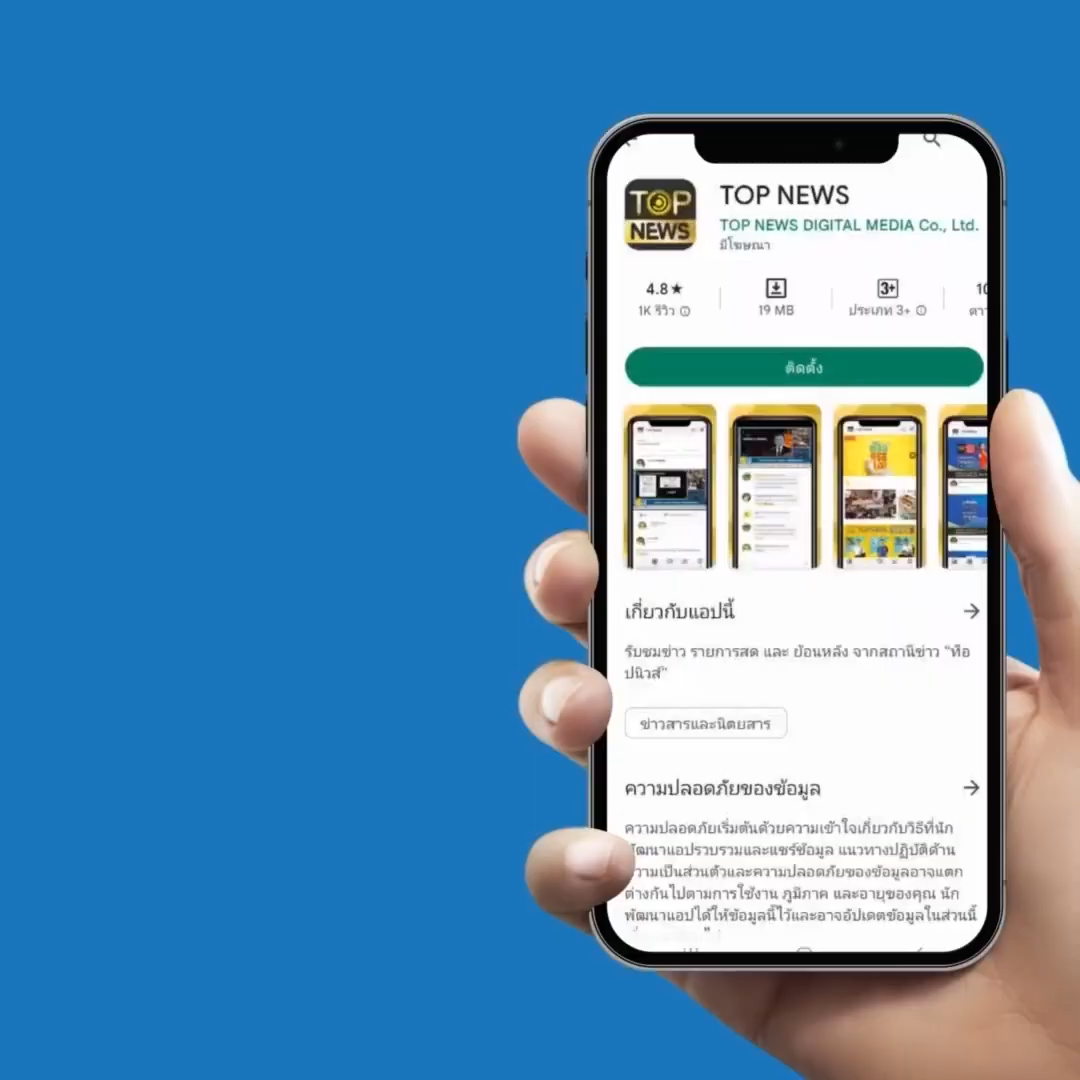 TOP
NEWS
TOP NEWS
TOP NEWS DIGITAL MEDIA Co., Ltd.
มีโฆษณา
4.8★
1K รีวิว
19 MB
3+
ประเภท 3+
ติดตั้ง
เกี่ยวกับแอปนี้
รับชมข่าว รายการสด และ ย้อนหลัง จากสถานีข่าว "ท็อ
ปนิวส์"
ข่าวสารและนิตยสาร
ความปลอดภัยของข้อมูล
ความปลอดภัยเริ่มต้นด้วยความเข้าใจเกี่ยวกับวิธีที่นัก
พัฒนาแอปรวบรวมและแชร์ข้อมูล แนวทางปฏิบัติด้าน
ความเป็นส่วนตัวและความปลอดภัยของข้อมูลอาจแตก
ต่างกันไปตามการใช้งาน ภูมิภาค และอายุของคุณ นัก
พัฒนาแอปได้ให้ข้อมูลนี้ไว้และอาจอัปเดตข้อมูลในส่วนนี้